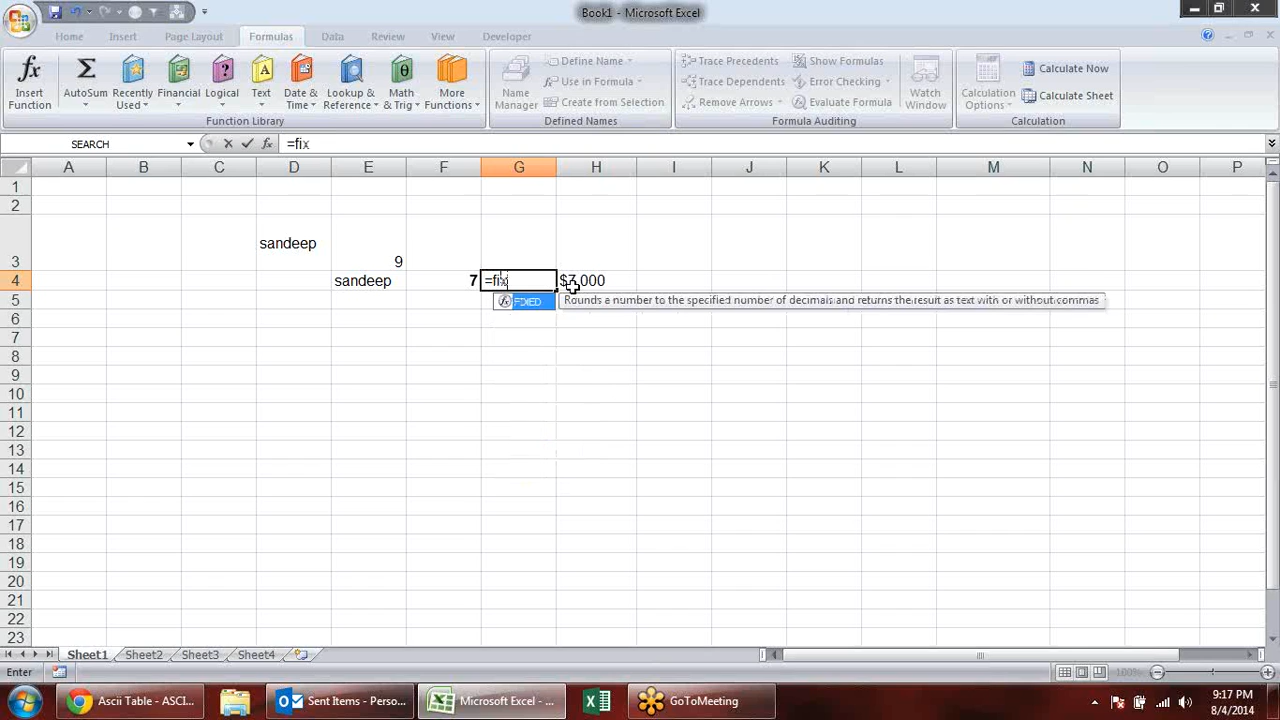 Book1 - Microsoft Excel
Home Insert Page Layout Formulas Data Review View Developer
Insert Function
AutoSum
Recently Used
Financial
Logical
Text
Date & Time
Lookup & Reference
Math & Trig
More Functions
Function Library
Name Manager
Define Name
Use in Formula
Create from Selection
Defined Names
Trace Precedents
Trace Dependents
Remove Arrows
Show Formulas
Error Checking
Evaluate Formula
Watch Window
Formula Auditing
Calculation Options
Calculate Now
Calculate Sheet
Calculation
SEARCH =fix
A B C D E F G H I J K L M N O P
1
2
3 sandeep 9
4 sandeep 7 =fix $7.000
5 FIXED Rounds a number to the specified number of decimals and returns the result as text with or without commas
6
7
8
9
10
11
12
13
14
15
16
17
18
19
20
21
22
23
Sheet1 Sheet2 Sheet3 Sheet4
Enter 100%
Ascii Table - ASCI... Sent Items - Perso... Microsoft Excel - ... GoToMeeting
9:17 PM
8/4/2014